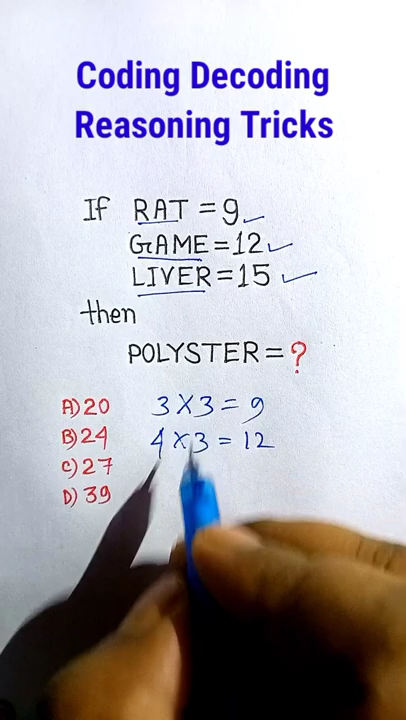 Coding Decoding
Reasoning Tricks
If RAT = 9
GAME = 12
LIVER = 15
then
POLYSTER = ?
A) 20
B) 24
C) 27
D) 39
3 X 3 = 9
4 X 3 = 12